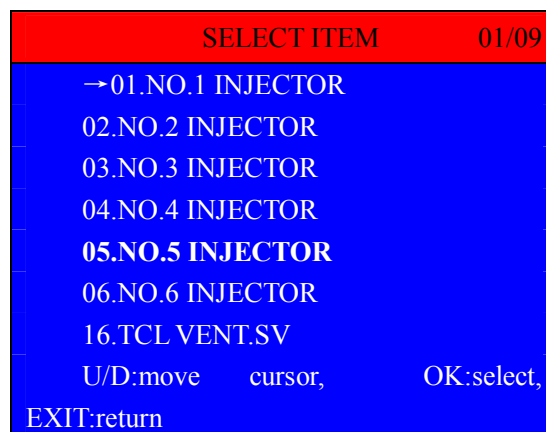 SELECT ITEM 01/09
→01.NO.1 INJECTOR
02.NO.2 INJECTOR
03.NO.3 INJECTOR
04.NO.4 INJECTOR
05.NO.5 INJECTOR
06.NO.6 INJECTOR
16.TCL VENT.SV
U/D:move cursor, OK:select,
EXIT:return